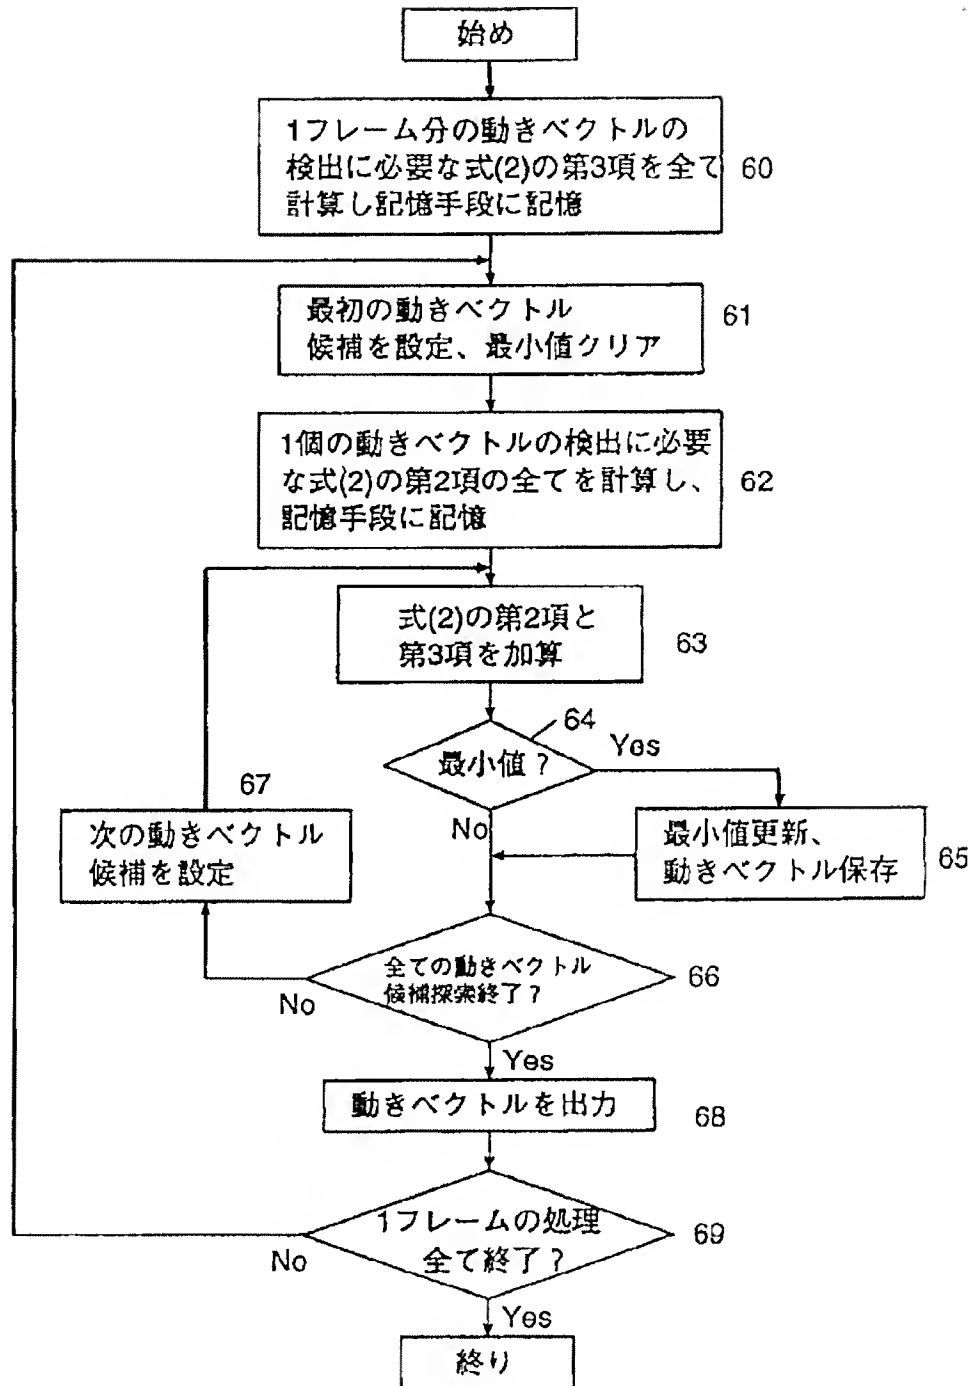 始め
1フレーム分の動きベクトルの
検出に必要な式(2)の第3項を全て
計算し記憶手段に記憶
60
最初の動きベクトル
候補を設定、最小値クリア
61
1個の動きベクトルの検出に必要
な式(2)の第2項の全てを計算し、
記憶手段に記憶
62
式(2)の第2項と
第3項を加算
63
64
最小値？
Yes
No
67
次の動きベクトル
候補を設定
最小値更新、
動きベクトル保存
65
全ての動きベクトル
候補探索終了？
66
No
Yes
動きベクトルを出力
68
1フレームの処理
全て終了？
69
No
Yes
終り